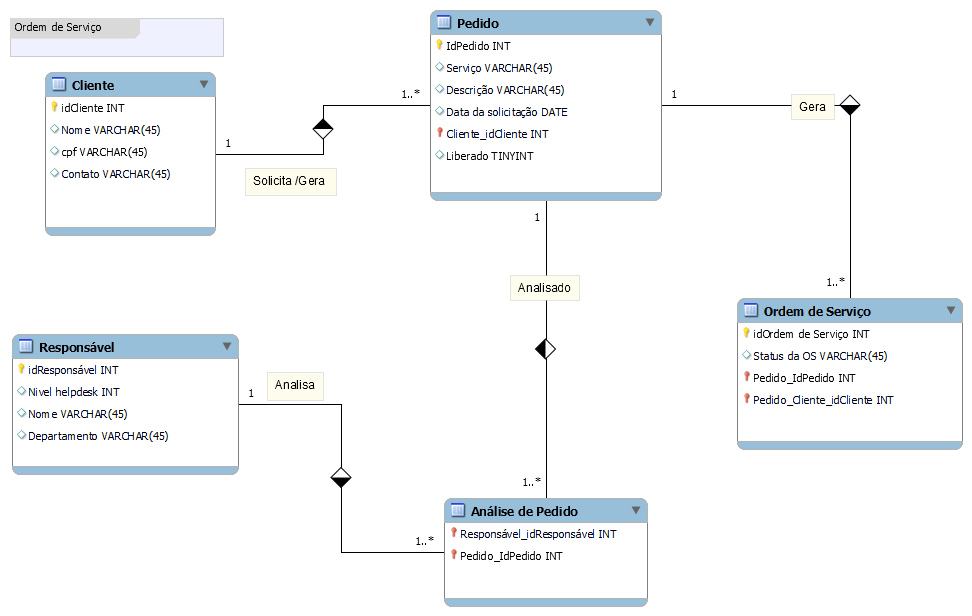 Ordem de Serviço
Cliente
idCliente INT
Nome VARCHAR(45)
cpf VARCHAR(45)
Contato VARCHAR(45)
1
Solicita /Gera
1..*
Pedido
IdPedido INT
Serviço VARCHAR(45)
Descrição VARCHAR(45)
Data da solicitação DATE
Cliente_idCliente INT
Liberado TINYINT
1
Gera
1..*
1
Analisado
1..*
Ordem de Serviço
idOrdem de Serviço INT
Status da OS VARCHAR(45)
Pedido_IdPedido INT
Pedido_Cliente_idCliente INT
Responsável
idResponsável INT
Nivel helpdesk INT
Nome VARCHAR(45)
Departamento VARCHAR(45)
1
Analisa
1..*
Análise de Pedido
Responsável_idResponsável INT
Pedido_IdPedido INT